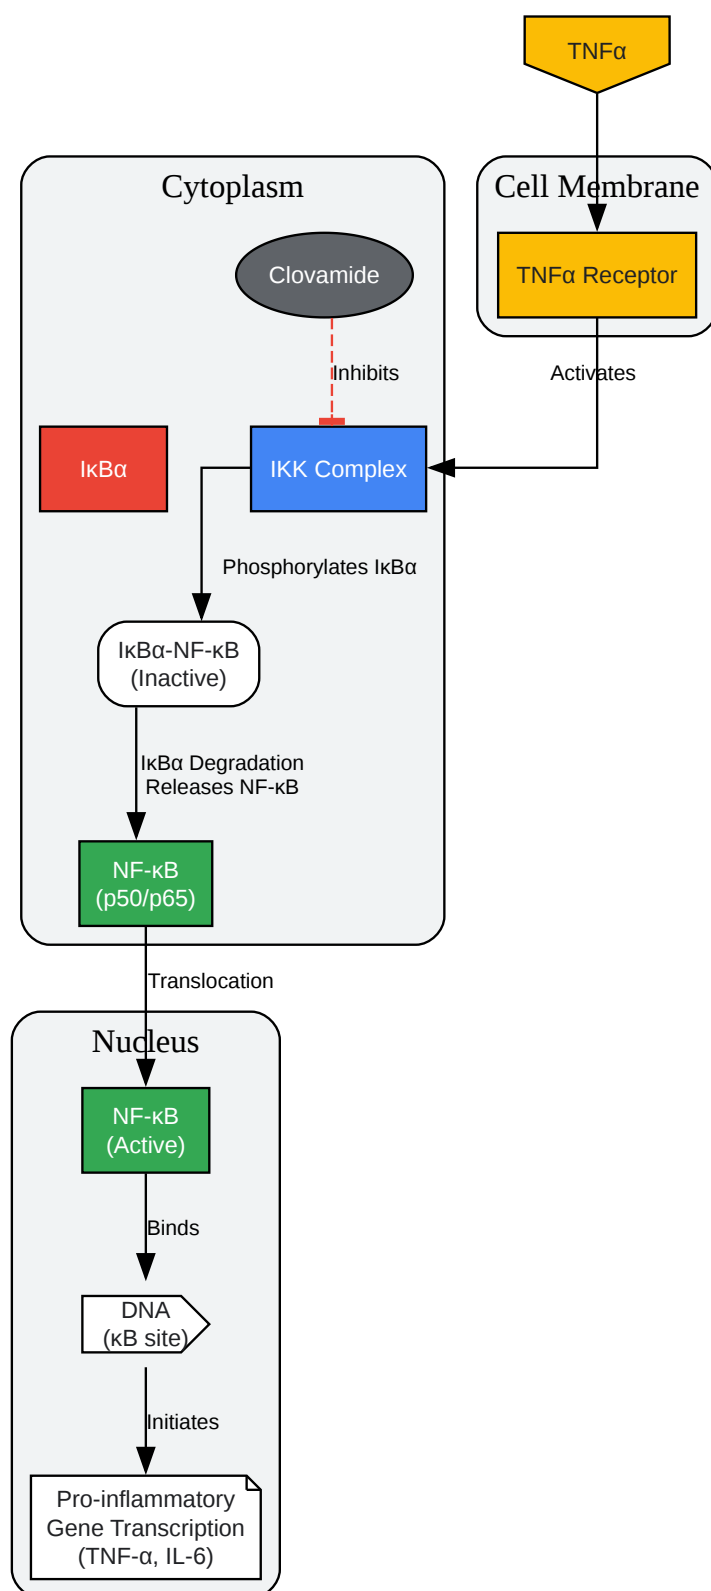 TNFα
Cytoplasm
Cell Membrane
Clovamide
TNFα Receptor
Inhibits
Activates
IκBα
IKK Complex
Phosphorylates IκBα
IκBα-NF-κB
(Inactive)
IκBα Degradation
Releases NF-κB
NF-κB
(p50/p65)
Translocation
Nucleus
NF-κB
(Active)
Binds
DNA
(κB site)
Initiates
Pro-inflammatory
Gene Transcription
(TNF-α, IL-6)